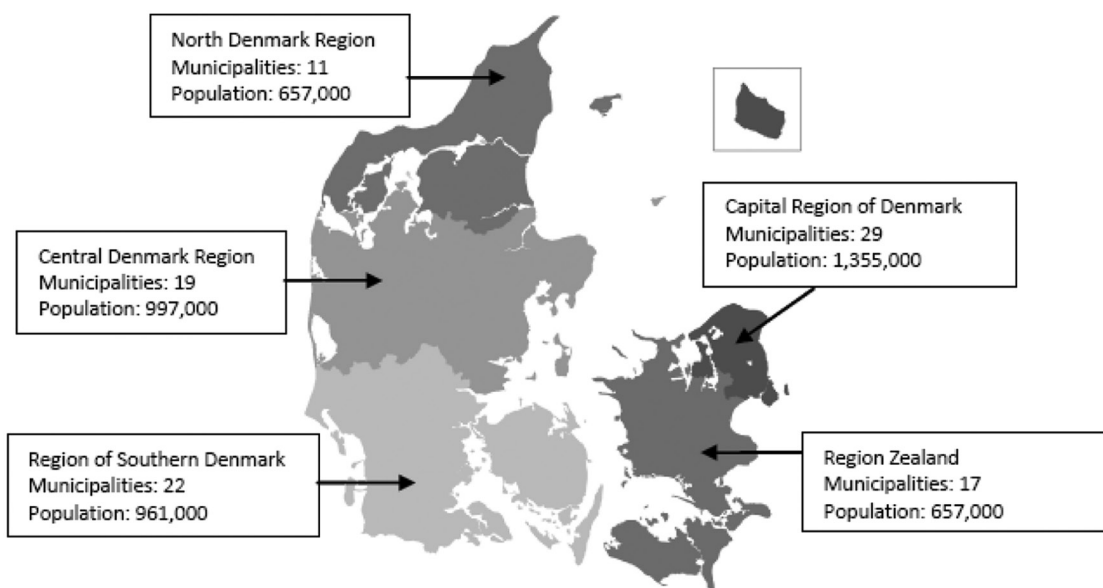 North Denmark Region
Municipalities: 11
Population: 657,000
Capital Region of Denmark
Municipalities: 29
Population: 1,355,000
Central Denmark Region
Municipalities: 19
Population: 997,000
Region of Southern Denmark
Municipalities: 22
Population: 961,000
Region Zealand
Municipalities: 17
Population: 657,000